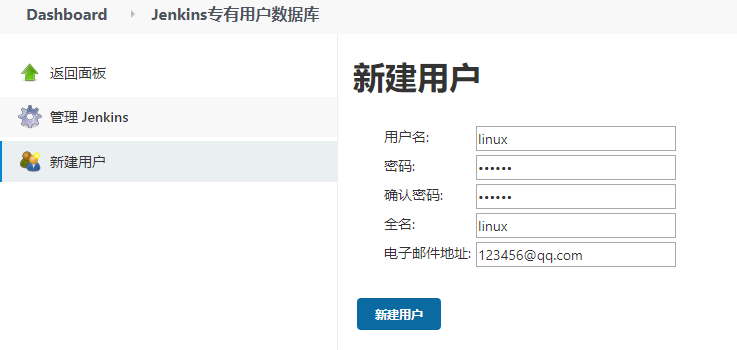 Dashboard
Jenkins专有用户数据库
返回面板
管理 Jenkins
新建用户
新建用户
用户名:
linux
密码:
••••••
确认密码:
••••••
全名:
linux
电子邮件地址:
123456@qq.com
新建用户